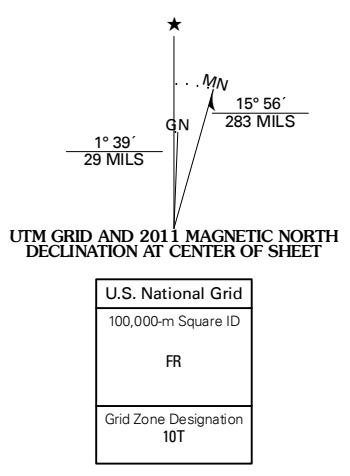 ★
MN
GN
15° 56´
283 MILS
1° 39´
29 MILS
UTM GRID AND 2011 MAGNETIC NORTH
DECLINATION AT CENTER OF SHEET
U.S. National Grid
100,000-m Square ID
FR
Grid Zone Designation
10T